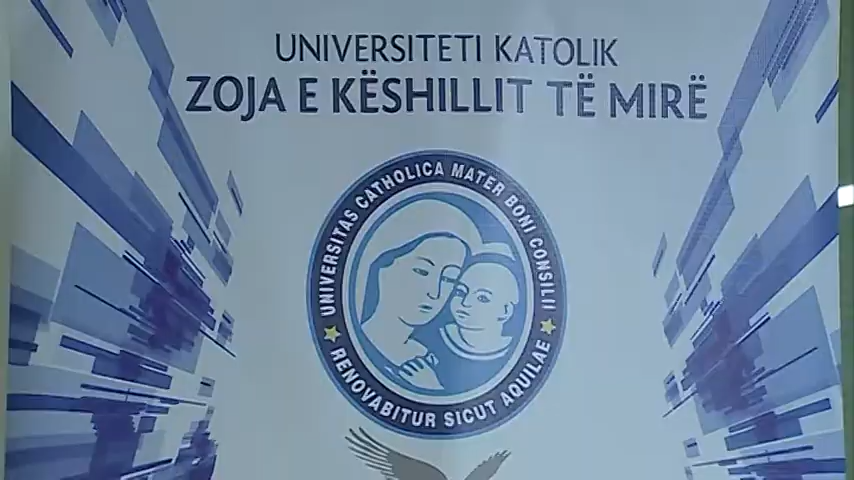 UNIVERSITETI KATOLIK
ZOJA E KËSHILLIT TË MIRË
UNIVERSITAS CATHOLICA MATER BONI CONSILII
RENOVABITUR SICUT AQUILAE